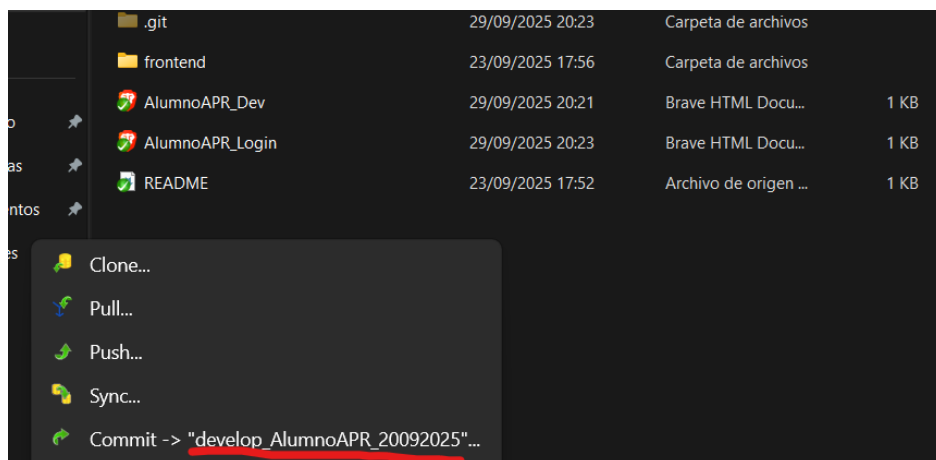 .git 29/09/2025 20:23 Carpeta de archivos
frontend 23/09/2025 17:56 Carpeta de archivos
AlumnoAPR_Dev 29/09/2025 20:21 Brave HTML Docu... 1 KB
AlumnoAPR_Login 29/09/2025 20:23 Brave HTML Docu... 1 KB
README 23/09/2025 17:52 Archivo de origen ... 1 KB
o
as
ntos
es
Clone...
Pull...
Push...
Sync...
Commit -> "develop_AlumnoAPR_20092025"...